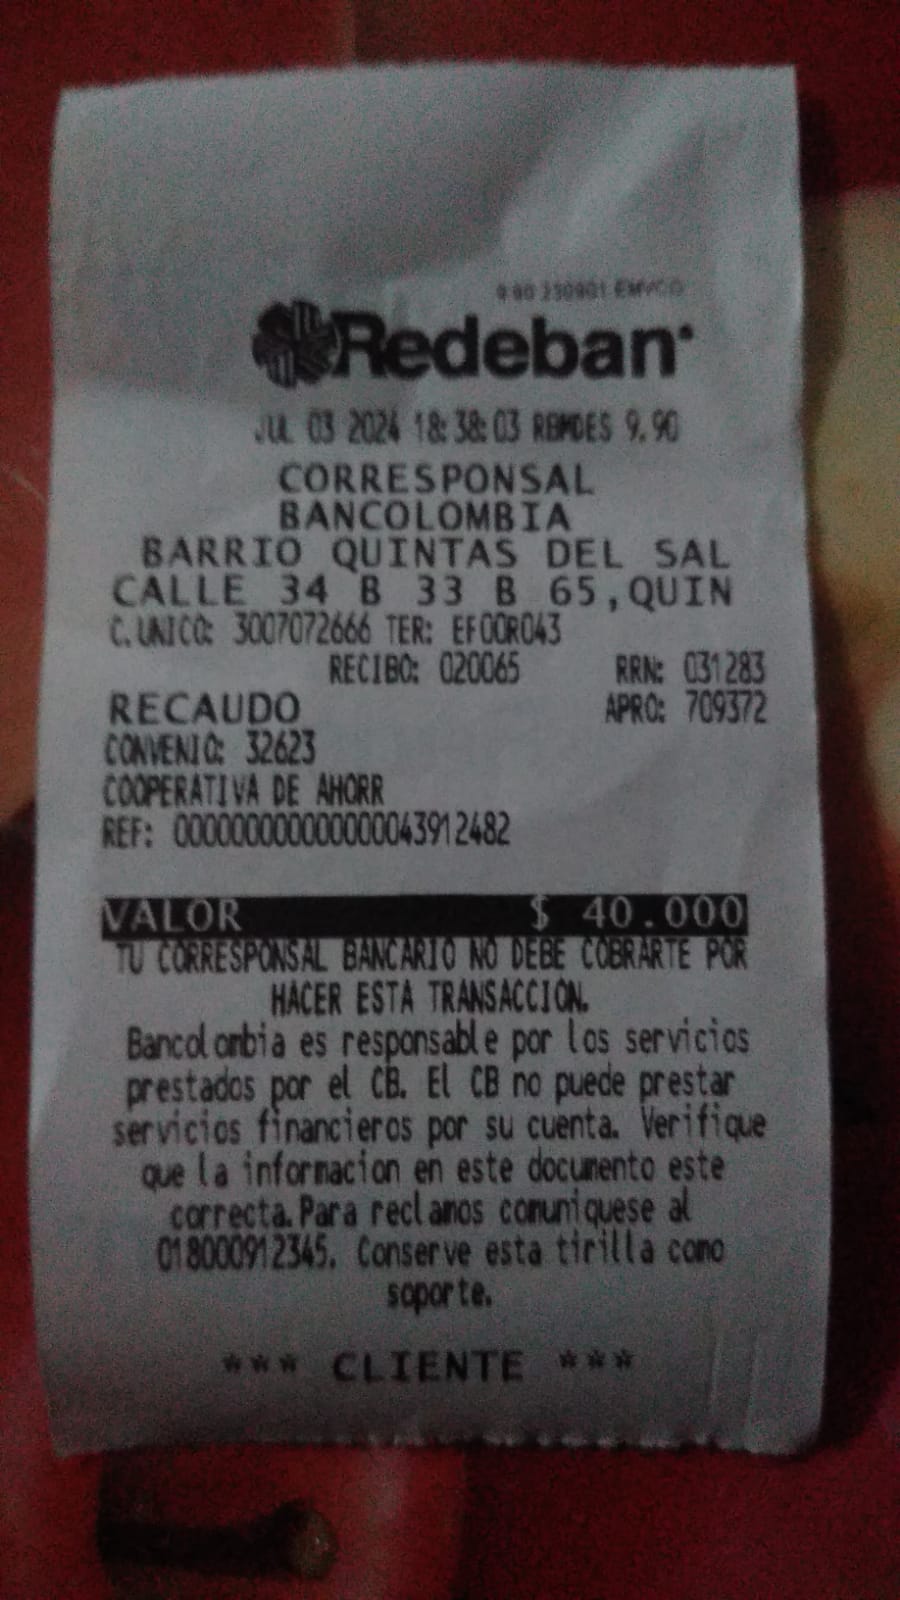 Redeban
JUL 03 2024 18:38:03 RBMDES 9.90
CORRESPONSAL
BANCOLOMBIA
BARRIO QUINTAS DEL SAL
CALLE 34 B 33 B 65,QUIN
C.UNICO: 3007072666 TER: EF00R043
RECIBO: 020065 RRN: 031283
RECAUDO APRO: 709372
CONVENIO: 32623
COOPERATIVA DE AHORR
REF: 000000000000000043912482
VALOR $ 40.000
TU CORRESPONSAL BANCARIO NO DEBE COBRARTE POR
HACER ESTA TRANSACCION.
Bancolombia es responsable por los servicios
prestados por el CB. El CB no puede prestar
servicios financieros por su cuenta. Verifique
que la informacion en este documento este
correcta.Para reclamos comuniquese al
018000912345. Conserve esta tirilla como
soporte.
*** CLIENTE ***